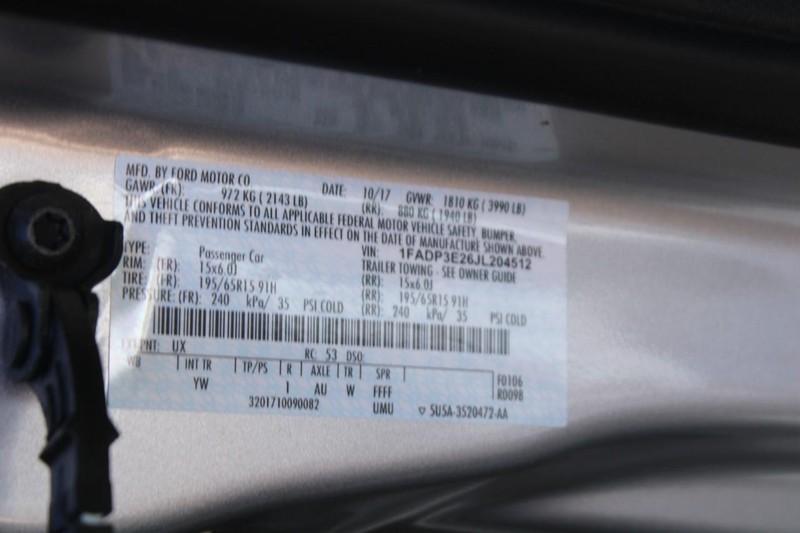 MFD. BY FORD MOTOR CO.
DATE: 10/17 GVWR: 1810 KG ( 3990 LB)
GAWR (FR): 972 KG ( 2143 LB) (RR): 880 KG ( 1940 LB)
THIS VEHICLE CONFORMS TO ALL APPLICABLE FEDERAL MOTOR VEHICLE SAFETY, BUMPER,
AND THEFT PREVENTION STANDARDS IN EFFECT ON THE DATE OF MANUFACTURE SHOWN ABOVE.
VIN: 1FADP3E26JL204512
TYPE: Passenger Car TRAILER TOWING - SEE OWNER GUIDE
RIM: (FR): 15x6.0J (RR): 15x6.0J
TIRE: (FR): 195/65R15 91H (RR): 195/65R15 91H
PRESSURE: (FR): 240 kPa/ 35 PSI COLD (RR): 240 kPa/ 35 PSI COLD
EXT PNT: UX RC: 53 DSO:
WB INT TR TP/PS R AXLE TR SPR
YW 1 AU W FFFF F0106
UMU R0098
3201710090082 ▽ 5U5A-3520472-AA